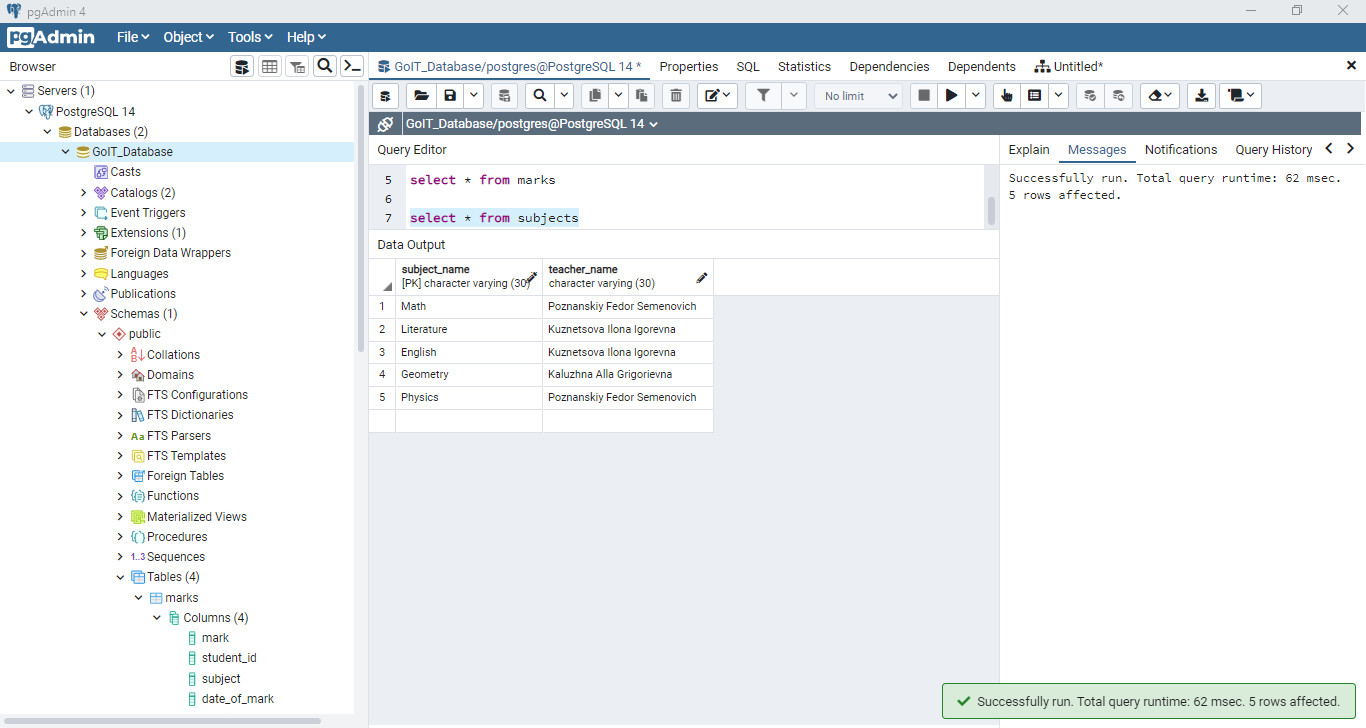 pgAdmin 4
pgAdmin File Object Tools Help
Browser
Servers (1)
PostgreSQL 14
Databases (2)
GoIT_Database
Casts
Catalogs (2)
Event Triggers
Extensions (1)
Foreign Data Wrappers
Languages
Publications
Schemas (1)
public
Collations
Domains
FTS Configurations
FTS Dictionaries
FTS Parsers
FTS Templates
Foreign Tables
Functions
Materialized Views
Procedures
1..3 Sequences
Tables (4)
marks
Columns (4)
mark
student_id
subject
date_of_mark
GoIT_Database/postgres@PostgreSQL 14 * Properties SQL Statistics Dependencies Dependents Untitled*
No limit
GoIT_Database/postgres@PostgreSQL 14
Query Editor
5 select * from marks
6
7 select * from subjects
Data Output
subject_name teacher_name
[PK] character varying (30) character varying (30)
1 Math Poznanskiy Fedor Semenovich
2 Literature Kuznetsova Ilona Igorevna
3 English Kuznetsova Ilona Igorevna
4 Geometry Kaluzhna Alla Grigorievna
5 Physics Poznanskiy Fedor Semenovich
Explain Messages Notifications Query History
Successfully run. Total query runtime: 62 msec.
5 rows affected.
Successfully run. Total query runtime: 62 msec. 5 rows affected.